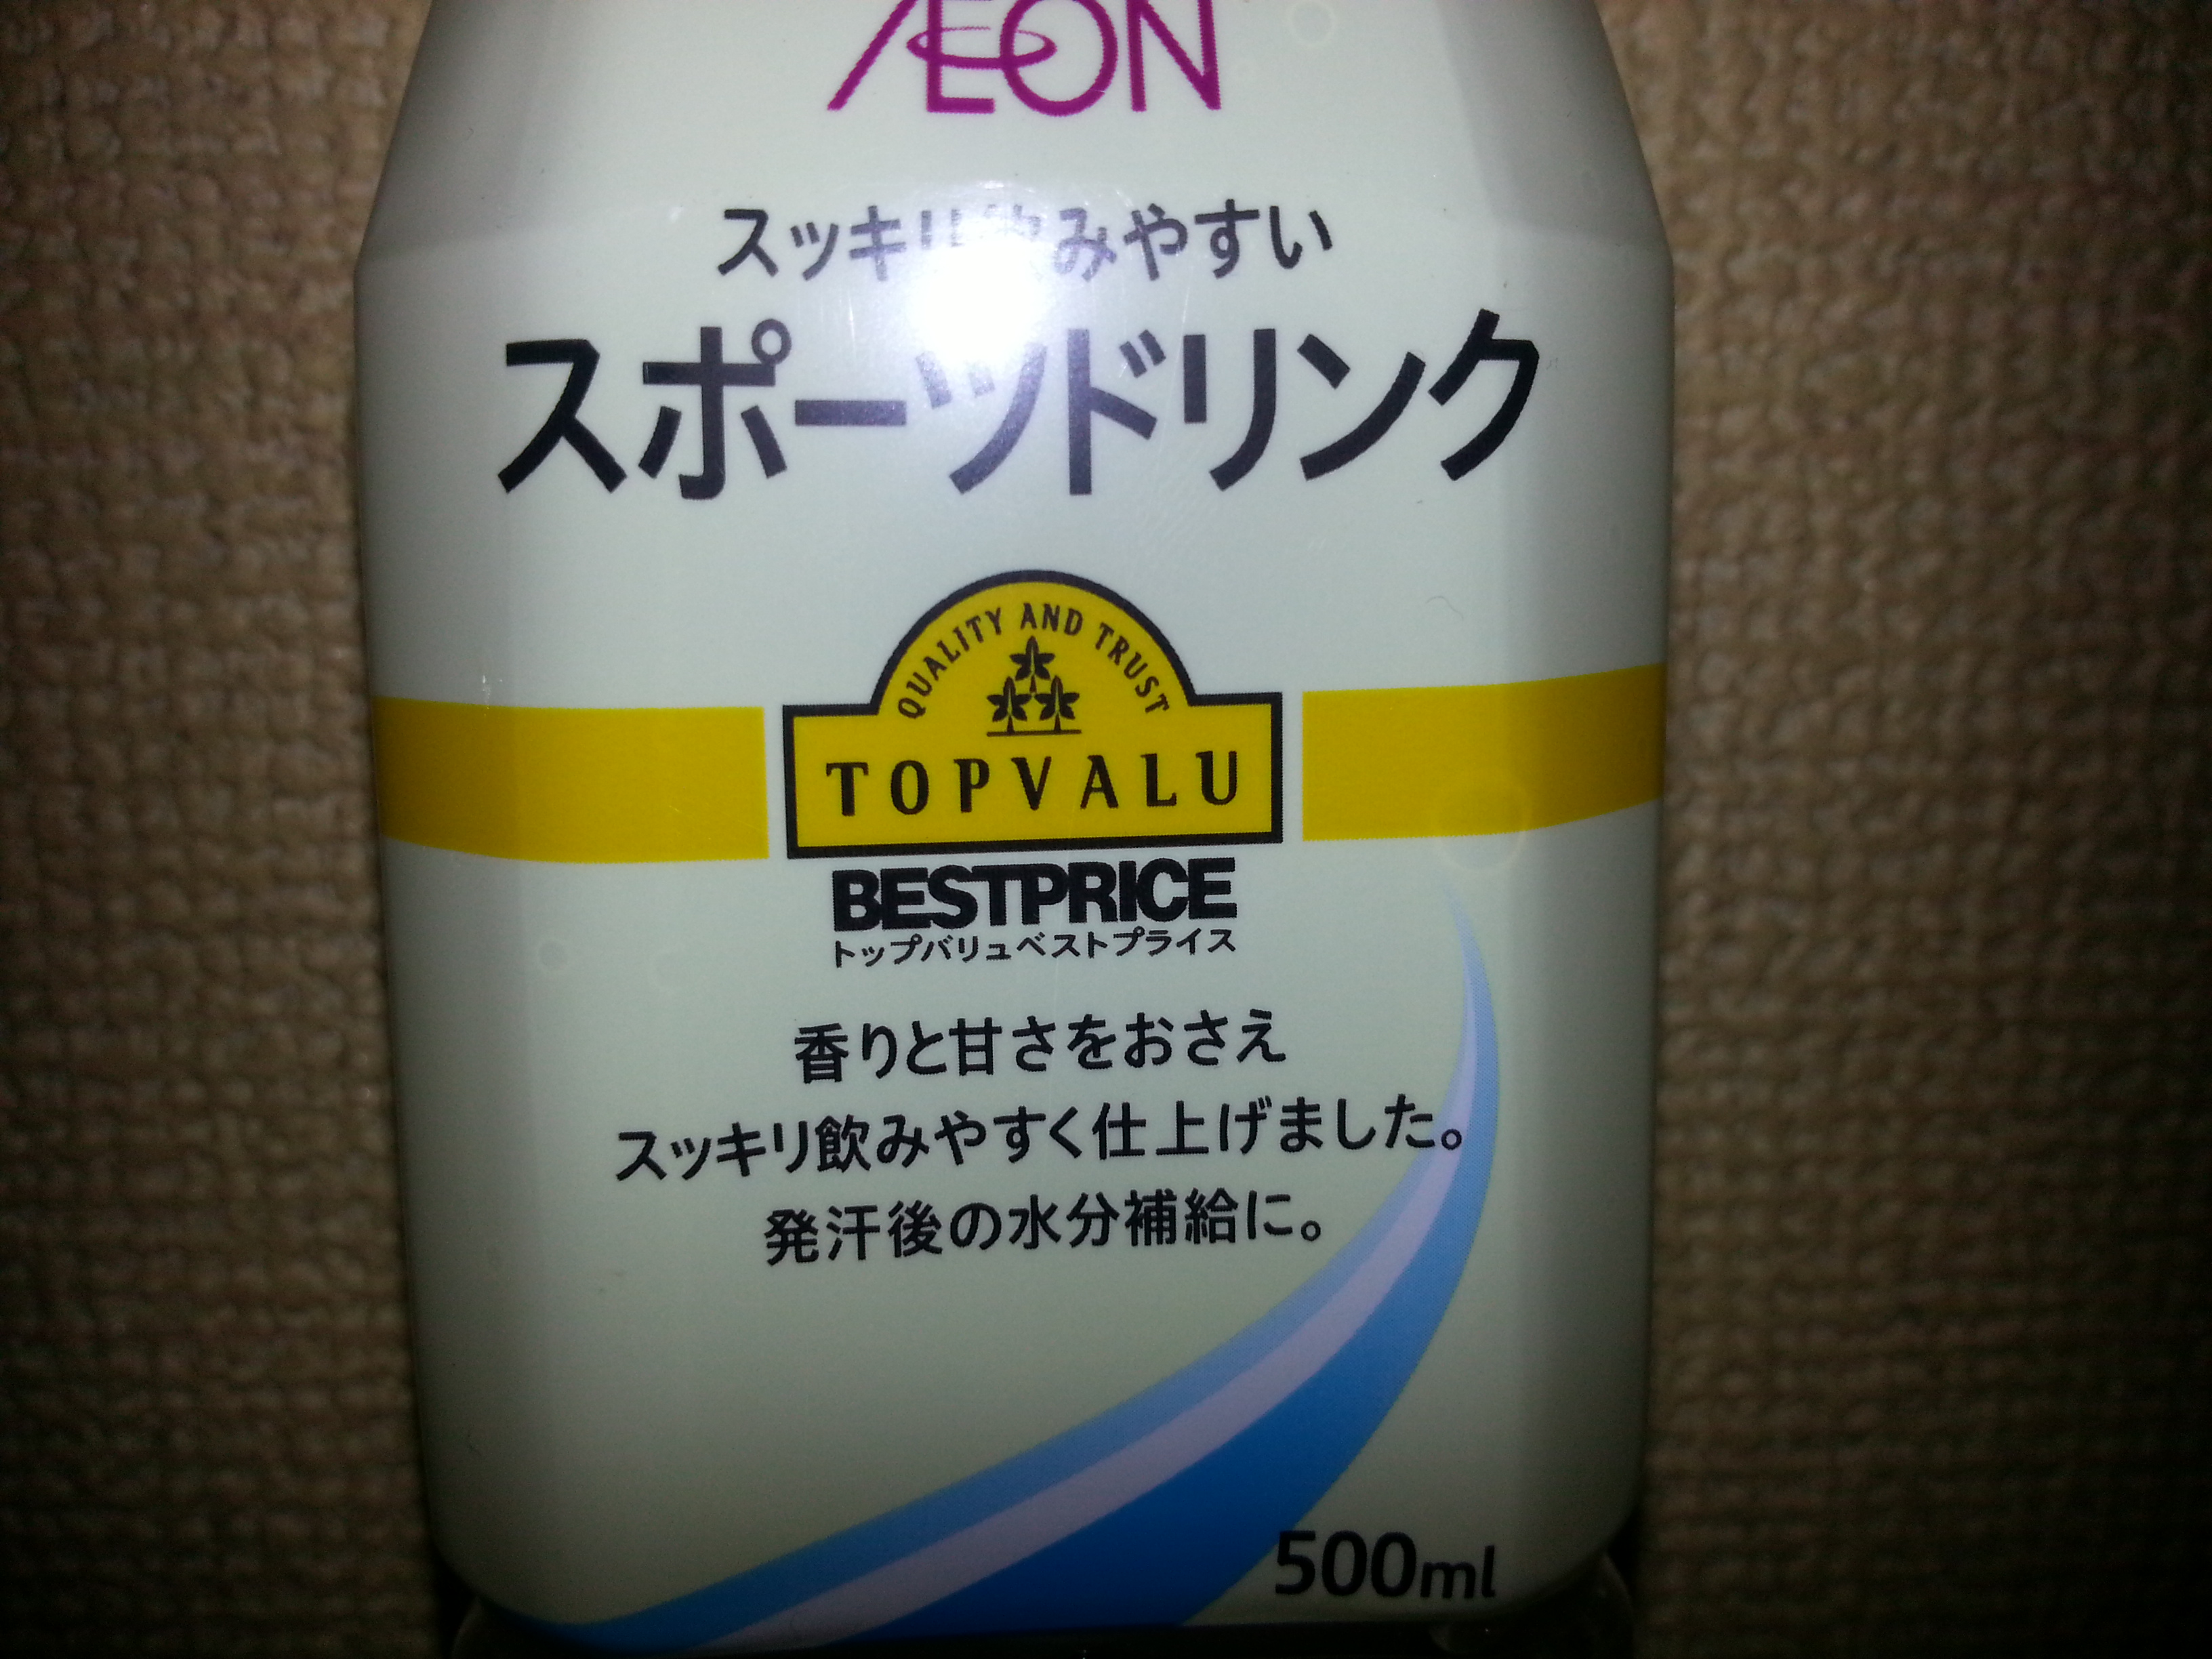 ÆON
スッキリ飲みやすい
スポーツドリンク
QUALITY AND TRUST
TOPVALU
BESTPRICE
トップバリュベストプライス
香りと甘さをおさえ
スッキリ飲みやすく仕上げました。
発汗後の水分補給に。
500ml